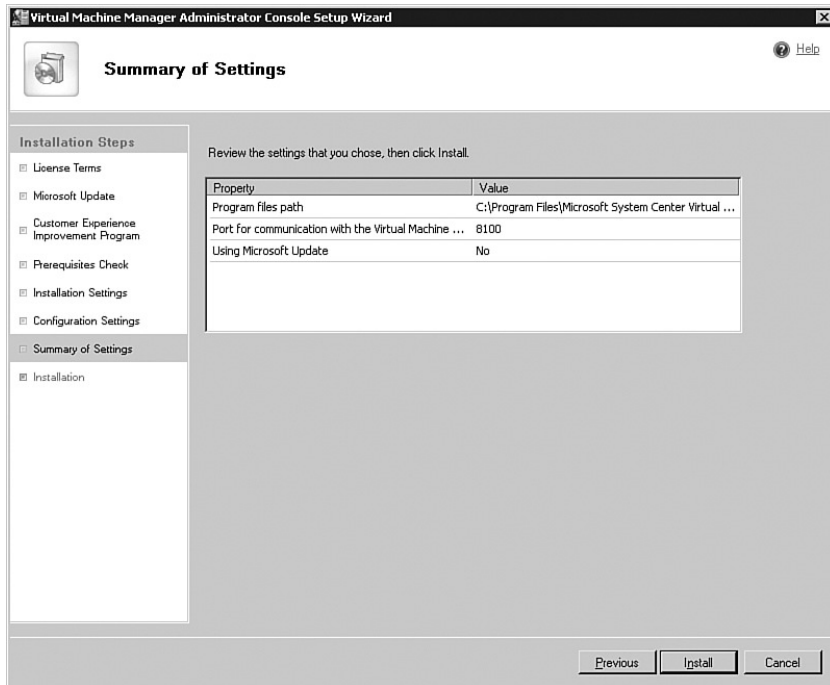 Virtual Machine Manager Administrator Console Setup Wizard
Help
Summary of Settings
Installation Steps
License Terms
Microsoft Update
Customer Experience
Improvement Program
Prerequisites Check
Installation Settings
Configuration Settings
Summary of Settings
Installation
Review the settings that you chose, then click Install.
Property Value
Program files path C:\Program Files\Microsoft System Center Virtual ...
Port for communication with the Virtual Machine ... 8100
Using Microsoft Update No
Previous Install Cancel